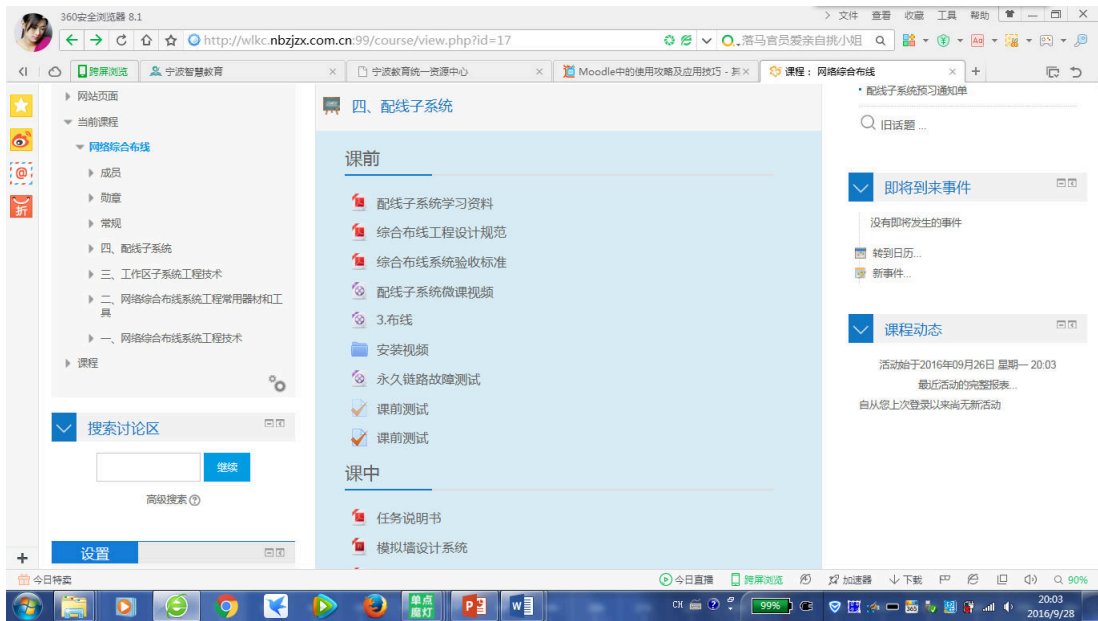 360安全浏览器 8.1
文件 查看 收藏 工具 帮助
http://wlkc.nbzjzx.com.cn:99/course/view.php?id=17
落马官员爱亲自挑小姐
跨屏浏览
宁波智慧教育
宁波教育统一资源中心
Moodle中的使用攻略及应用技巧 - 其
课程：网络综合布线
网站页面
当前课程
网络综合布线
成员
勋章
常规
四、配线子系统
三、工作区子系统工程技术
二、网络综合布线系统工程常用器材和工
具
一、网络综合布线系统工程技术
课程
搜索讨论区
继续
高级搜索
设置
四、配线子系统
课前
配线子系统学习资料
综合布线工程设计规范
综合布线系统验收标准
配线子系统微课视频
3.布线
安装视频
永久链路故障测试
课前测试
课前测试
课中
任务说明书
模拟墙设计系统
配线子系统预习通知单
旧话题 ...
即将到来事件
没有即将发生的事件
转到日历...
新事件...
课程动态
活动始于2016年09月26日 星期一 20:03
最近活动的完整报表...
自从您上次登录以来尚无新活动
今日特卖
今日直播 跨屏浏览 加速器 下载 90%
单点
魔灯
CH
99%
20:03
2016/9/28